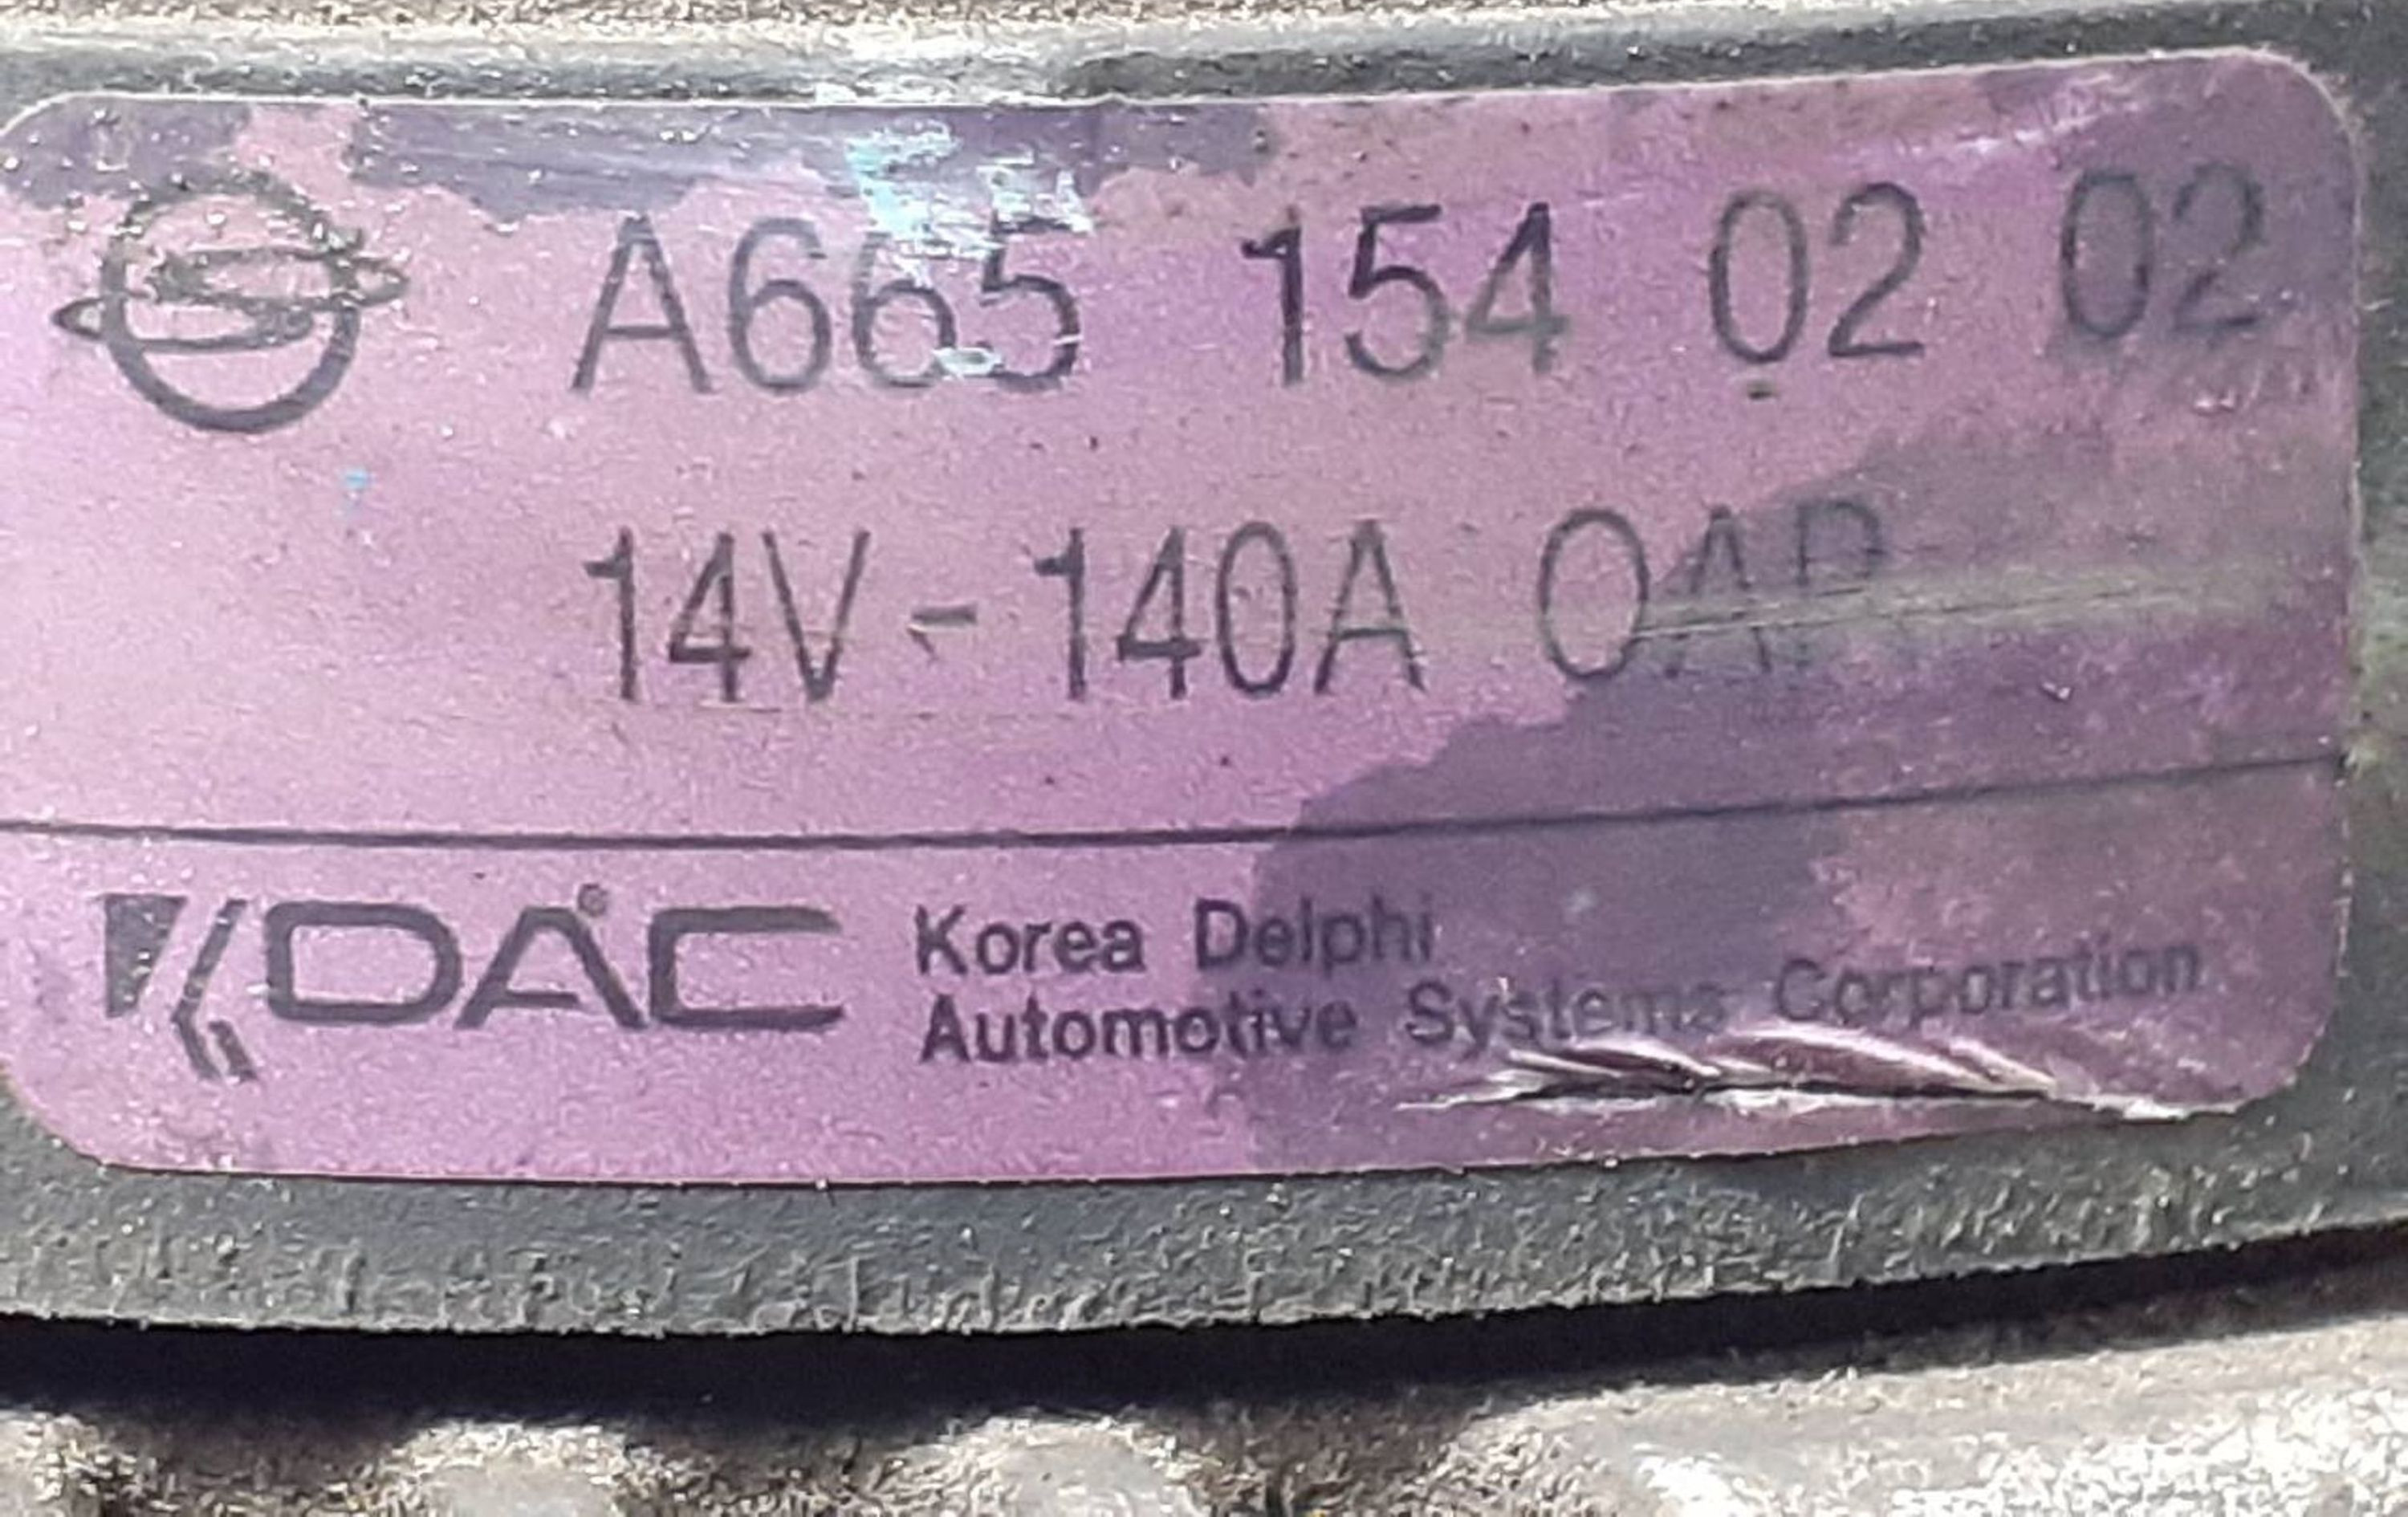 A665 154 02 02
14V-140A OAP
KDAC Korea Delphi
Automotive Systems Corporation